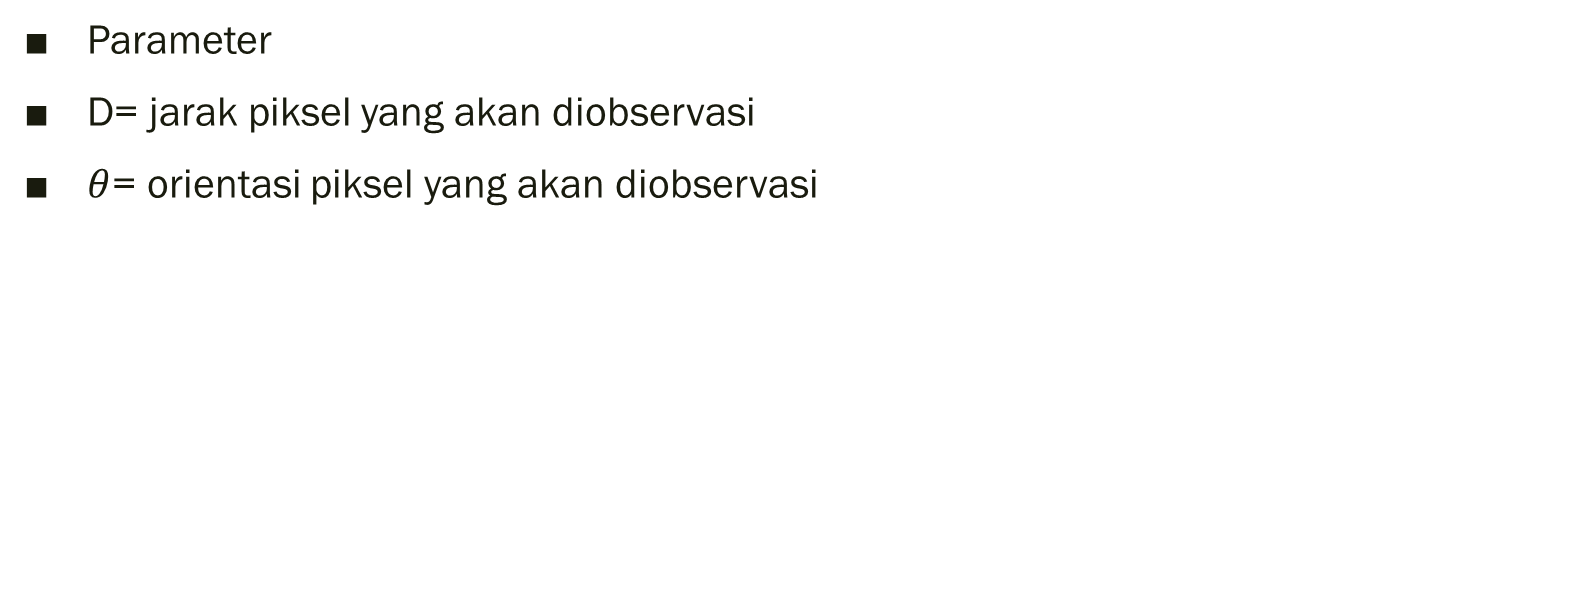 ▪ Parameter
▪ D= jarak piksel yang akan diobservasi
▪ θ= orientasi piksel yang akan diobservasi